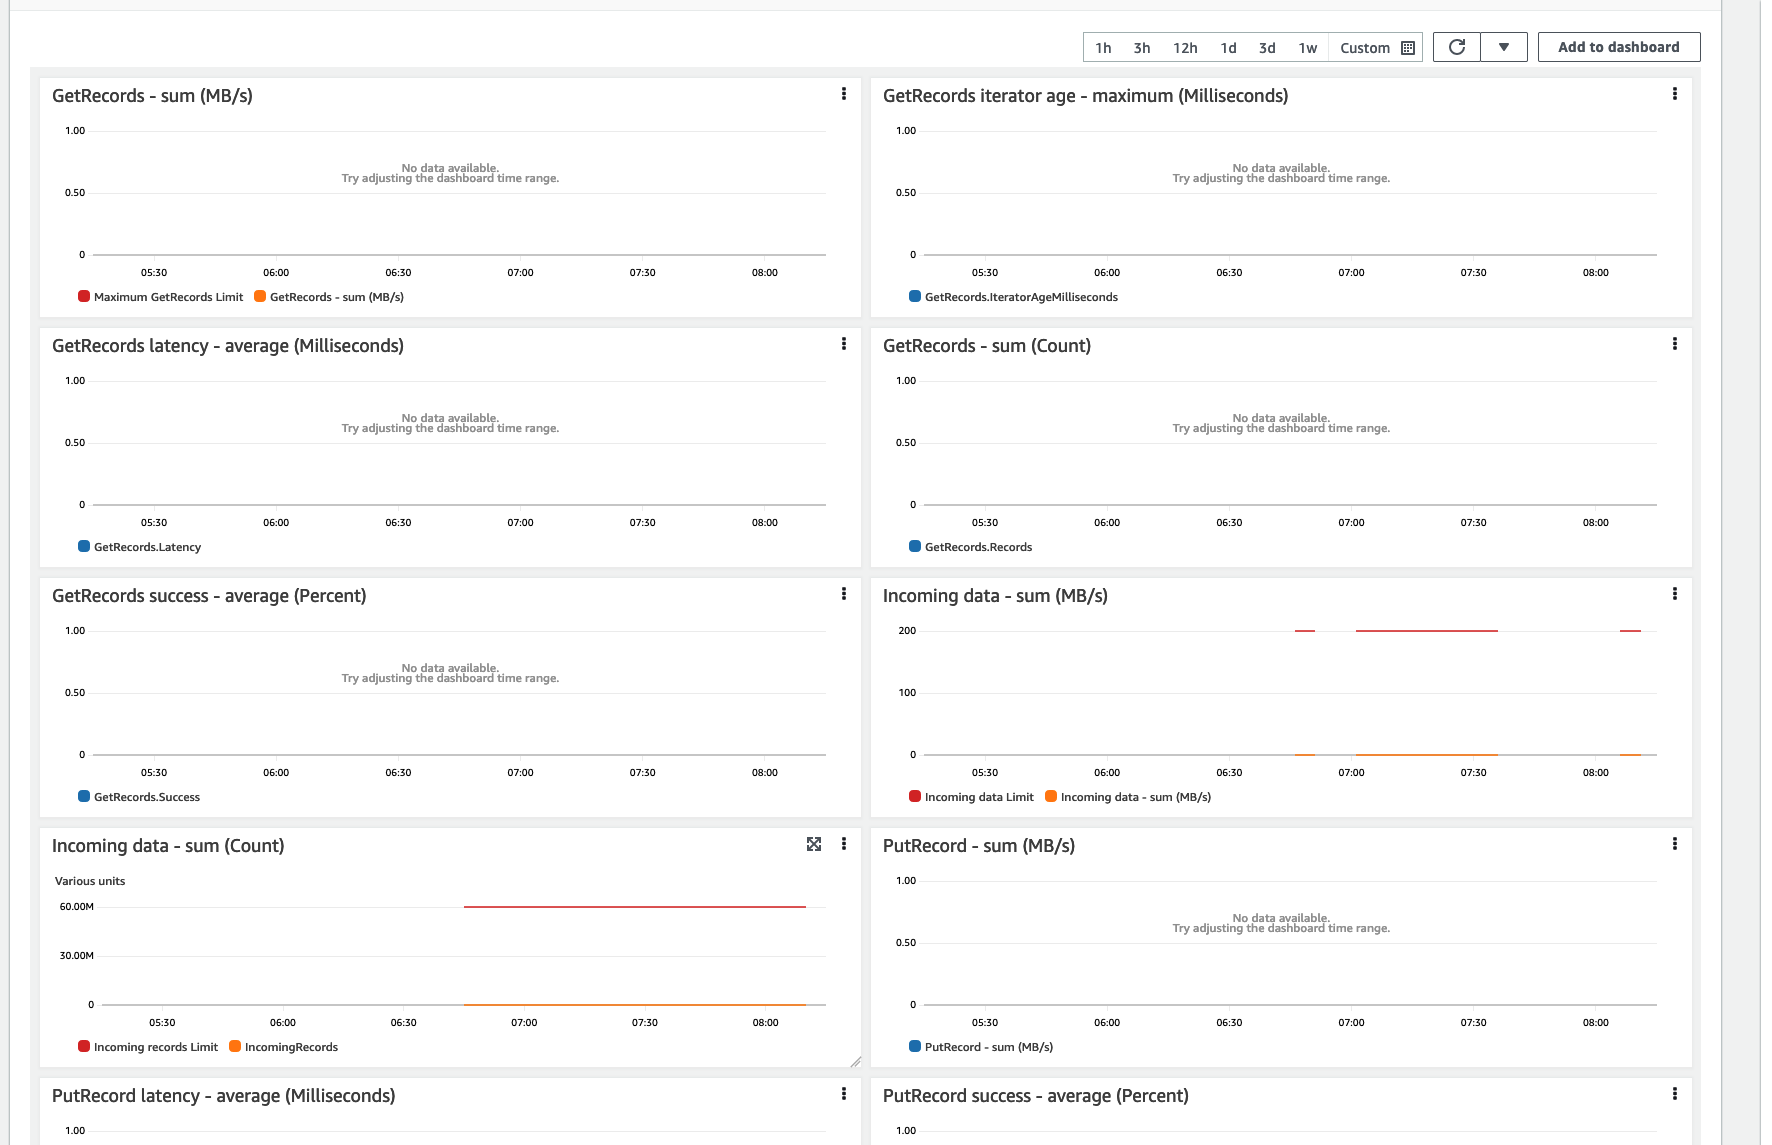 1h 3h 12h 1d 3d 1w Custom Add to dashboard
GetRecords - sum (MB/s)
1.00
No data available.
Try adjusting the dashboard time range.
0.50
0
05:30 06:00 06:30 07:00 07:30 08:00
Maximum GetRecords Limit GetRecords - sum (MB/s)
GetRecords iterator age - maximum (Milliseconds)
1.00
No data available.
Try adjusting the dashboard time range.
0.50
0
05:30 06:00 06:30 07:00 07:30 08:00
GetRecords.IteratorAgeMilliseconds
GetRecords latency - average (Milliseconds)
1.00
No data available.
Try adjusting the dashboard time range.
0.50
0
05:30 06:00 06:30 07:00 07:30 08:00
GetRecords.Latency
GetRecords - sum (Count)
1.00
No data available.
Try adjusting the dashboard time range.
0.50
0
05:30 06:00 06:30 07:00 07:30 08:00
GetRecords.Records
GetRecords success - average (Percent)
1.00
No data available.
Try adjusting the dashboard time range.
0.50
0
05:30 06:00 06:30 07:00 07:30 08:00
GetRecords.Success
Incoming data - sum (MB/s)
200
100
0
05:30 06:00 06:30 07:00 07:30 08:00
Incoming data Limit Incoming data - sum (MB/s)
Incoming data - sum (Count)
Various units
60.00M
30.00M
0
05:30 06:00 06:30 07:00 07:30 08:00
Incoming records Limit IncomingRecords
PutRecord - sum (MB/s)
1.00
No data available.
Try adjusting the dashboard time range.
0.50
0
05:30 06:00 06:30 07:00 07:30 08:00
PutRecord - sum (MB/s)
PutRecord latency - average (Milliseconds)
1.00
PutRecord success - average (Percent)
1.00